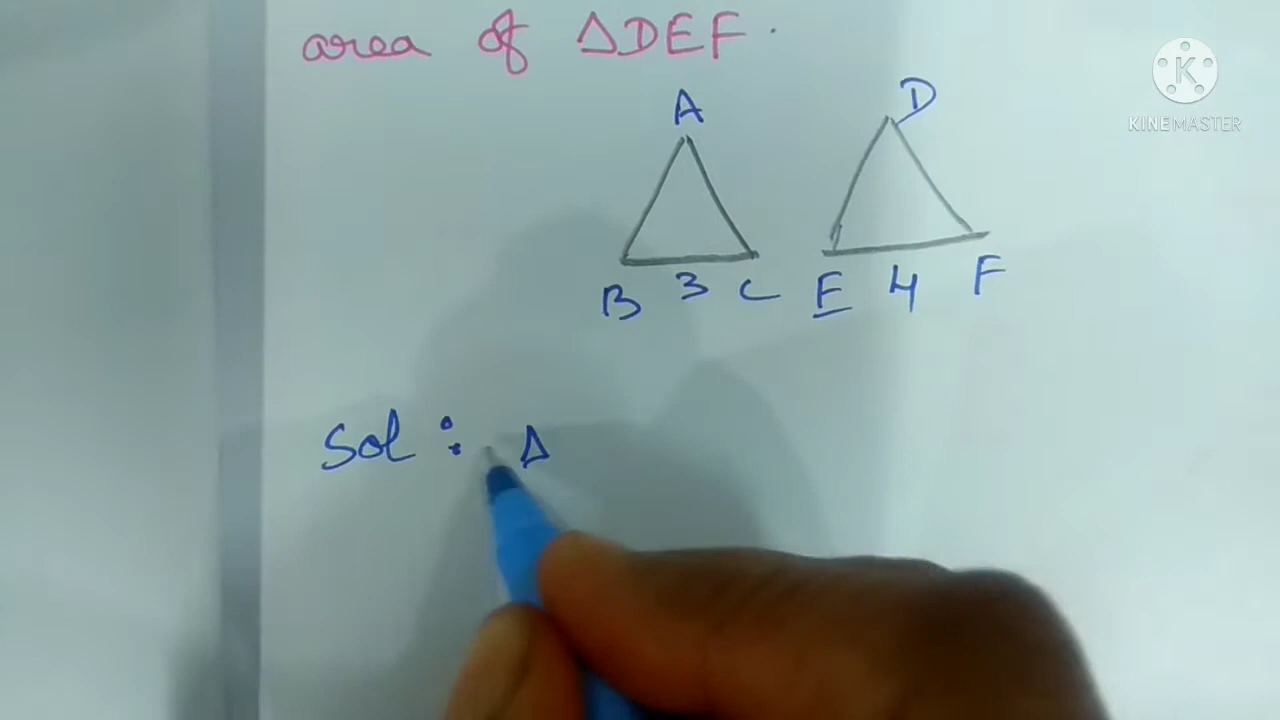 area of ΔDEF.
A D
B 3 C E 4 F
Sol : Δ
K
KINEMASTER